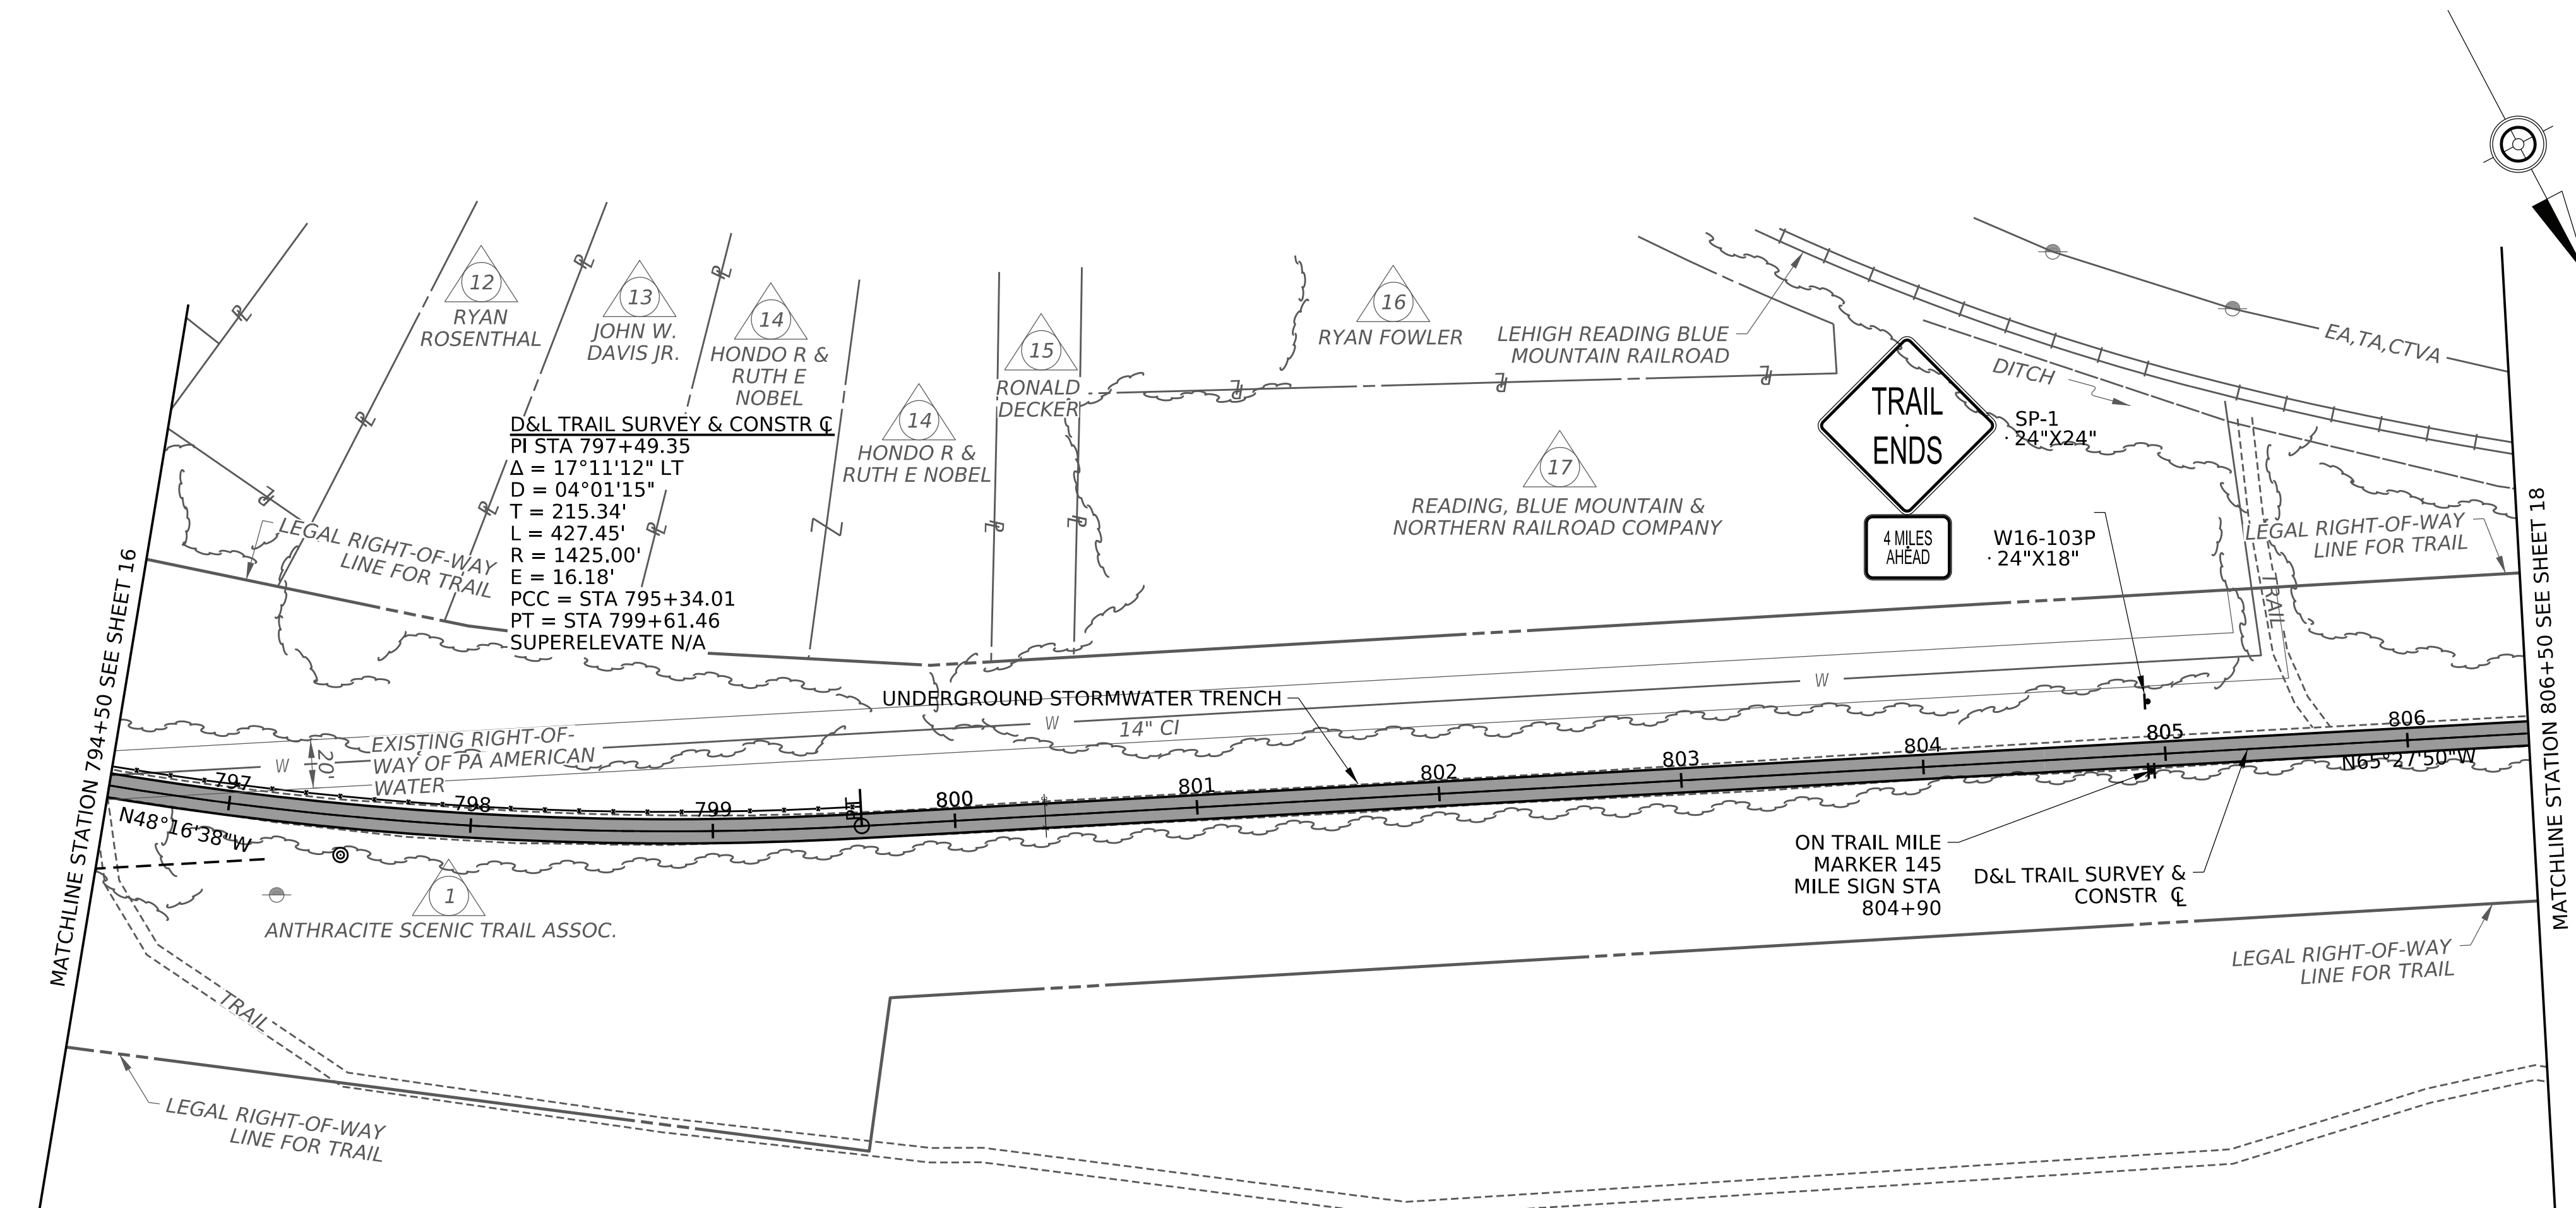 12
RYAN
ROSENTHAL
13
JOHN W.
DAVIS JR.
14
HONDO R &
RUTH E
NOBEL
14
HONDO R &
RUTH E NOBEL
15
RONALD
DECKER
16
RYAN FOWLER
LEHIGH READING BLUE
MOUNTAIN RAILROAD
EA,TA,CTVA
DITCH
TRAIL
ENDS
SP-1
24"X24"
4 MILES
AHEAD
W16-103P
24"X18"
17
READING, BLUE MOUNTAIN &
NORTHERN RAILROAD COMPANY
D&L TRAIL SURVEY & CONSTR ℄
PI STA 797+49.35
Δ = 17°11'12" LT
D = 04°01'15"
T = 215.34'
L = 427.45'
R = 1425.00'
E = 16.18'
PCC = STA 795+34.01
PT = STA 799+61.46
SUPERELEVATE N/A
LEGAL RIGHT-OF-WAY
LINE FOR TRAIL
LEGAL RIGHT-OF-WAY
LINE FOR TRAIL
TRAIL
MATCHLINE STATION 794+50 SEE SHEET 16
MATCHLINE STATION 806+50 SEE SHEET 18
UNDERGROUND STORMWATER TRENCH
W
W
W
14" CI
20'
EXISTING RIGHT-OF-
WAY OF PA AMERICAN
WATER
797
798
799
PT
800
801
802
803
804
805
806
N48°16'38"W
N65°27'50"W
1
ANTHRACITE SCENIC TRAIL ASSOC.
ON TRAIL MILE
MARKER 145
MILE SIGN STA
804+90
D&L TRAIL SURVEY &
CONSTR ℄
LEGAL RIGHT-OF-WAY
LINE FOR TRAIL
TRAIL
LEGAL RIGHT-OF-WAY
LINE FOR TRAIL